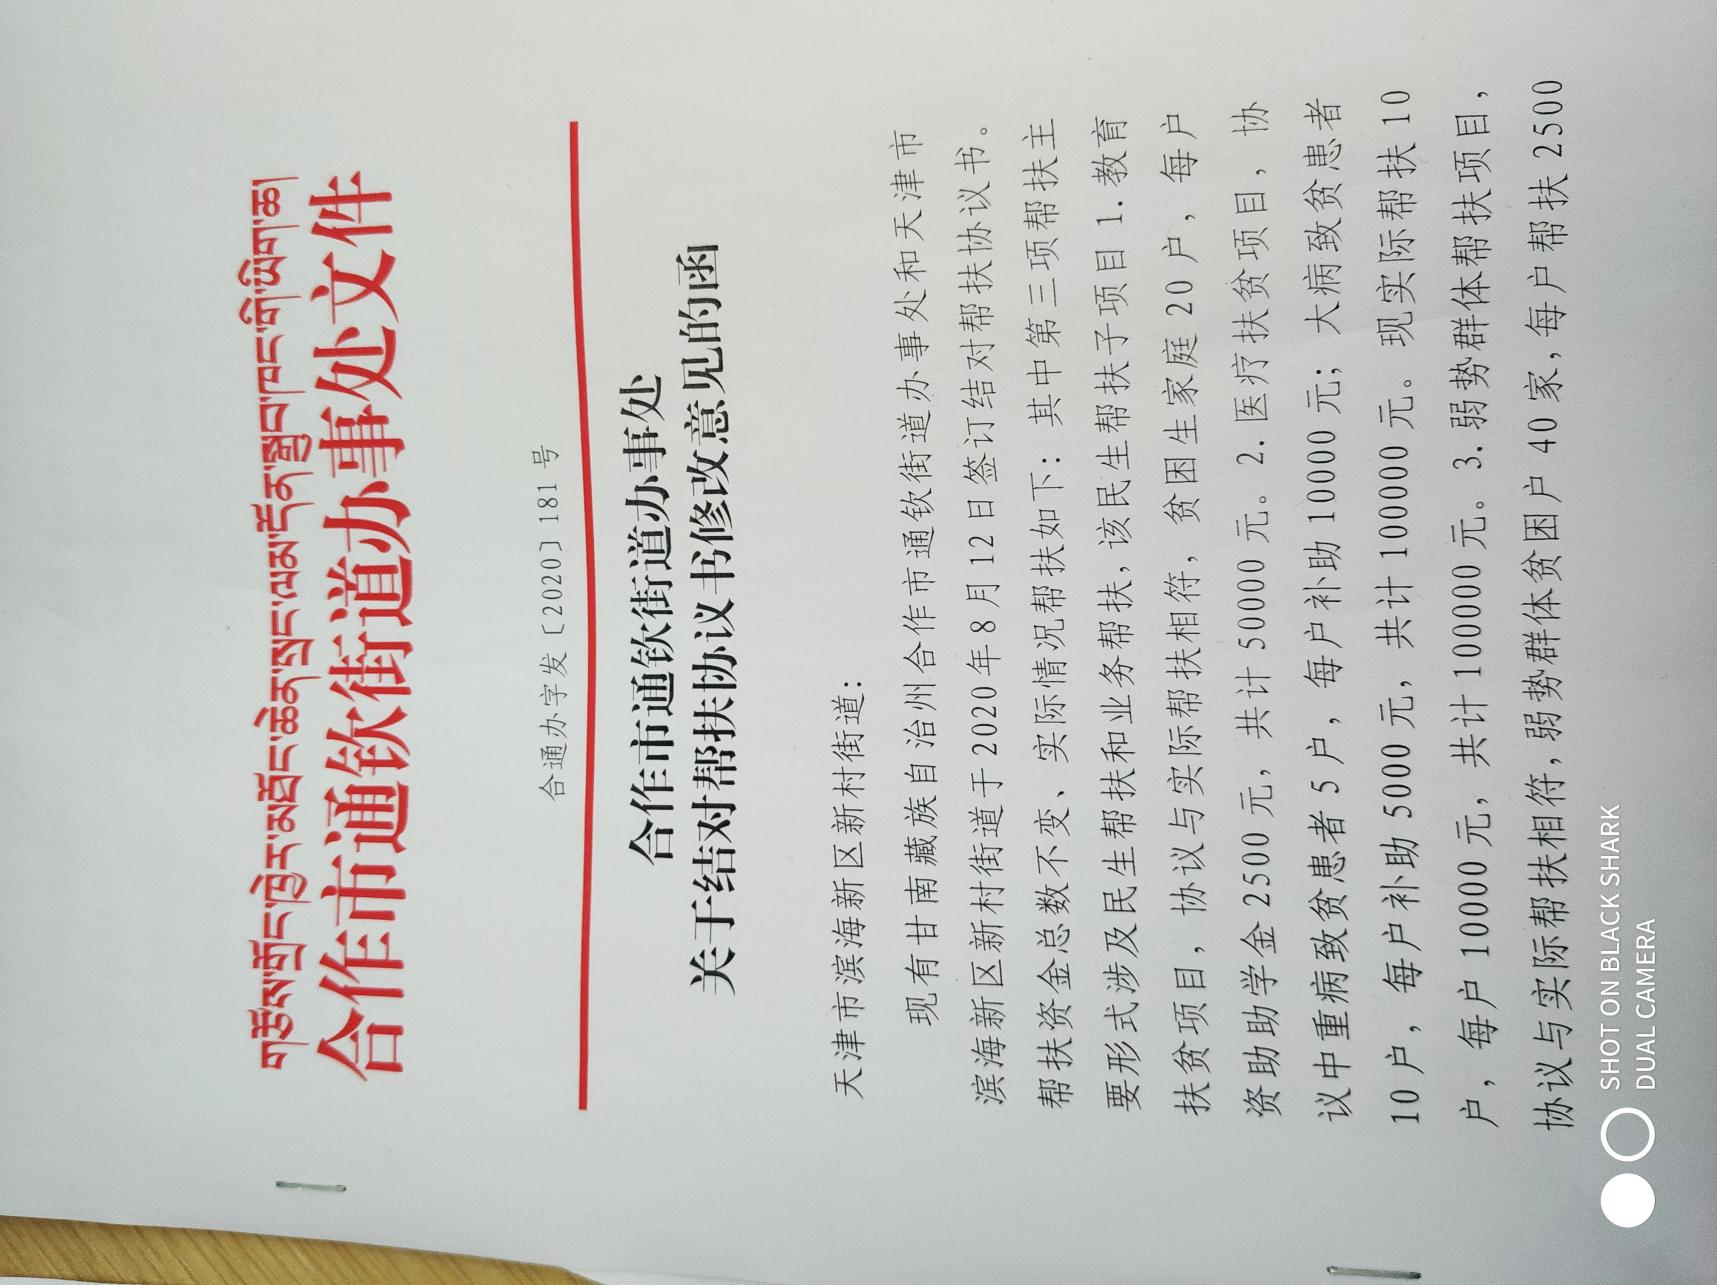 གཙོས་གྲོང་ཁྱེར་མཐོང་ཆེན་སྲང་ལམ་དོན་སྒྲུབ་ཁང་གི་ཡིག་ཆ།
合作市通钦街道办事处文件
合通办字发〔2020〕181号
合作市通钦街道办事处
关于结对帮扶协议书修改意见的函
天津市滨海新区新村街道：
现有甘南藏族自治州合作市通钦街道办事处和天津市
滨海新区新村街道于2020年8月12日签订结对帮扶协议书。
帮扶资金总数不变、实际情况帮扶如下：其中第三项帮扶主
要形式涉及民生帮扶和业务帮扶,该民生帮扶子项目1.教育
扶贫项目，协议与实际帮扶相符，贫困生家庭20户，每户
资助助学金2500元，共计50000元。2.医疗扶贫项目，协
议中重病致贫患者5户，每户补助10000元；大病致贫患者
10户，每户补助5000元,共计100000元。现实际帮扶10
户，每户10000元，共计100000元。3.弱势群体帮扶项目，
协议与实际帮扶相符,弱势群体贫困户40家,每户帮扶2500
SHOT ON BLACK SHARK
DUAL CAMERA